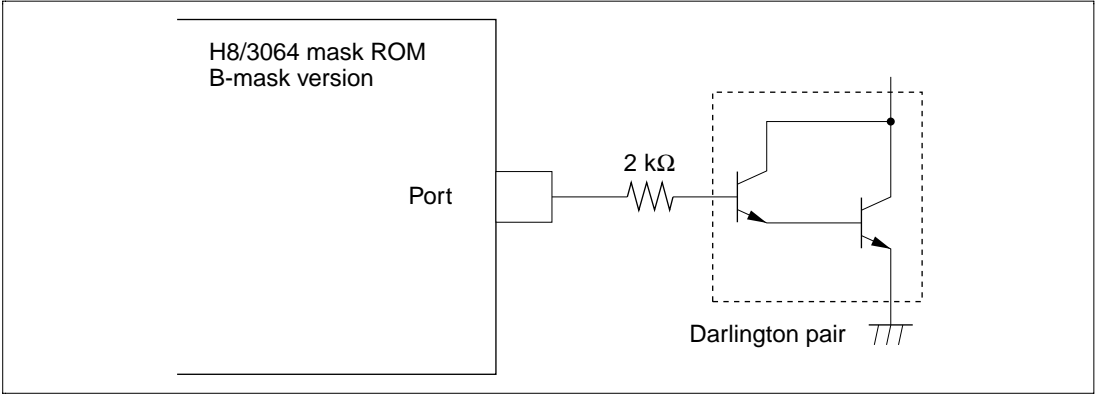 H8/3064 mask ROM
B-mask version
2 kΩ
Port
Darlington pair